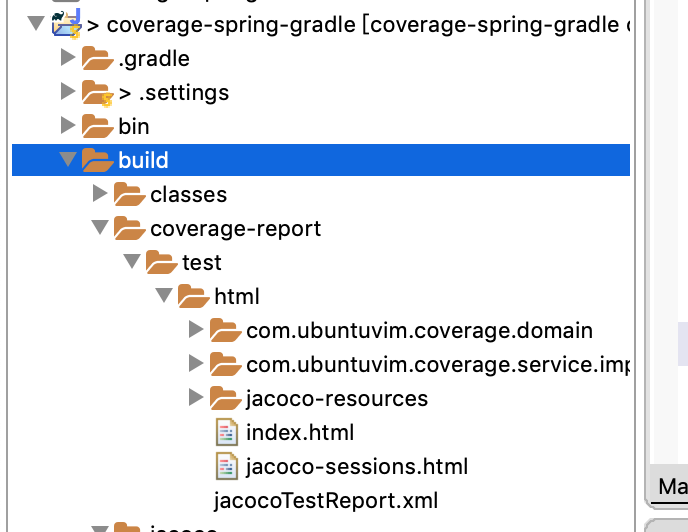 > coverage-spring-gradle [coverage-spring-gradle
.gradle
> .settings
bin
build
classes
coverage-report
test
html
com.ubuntuvim.coverage.domain
com.ubuntuvim.coverage.service.imp
jacoco-resources
index.html
jacoco-sessions.html
jacocoTestReport.xml
Ma